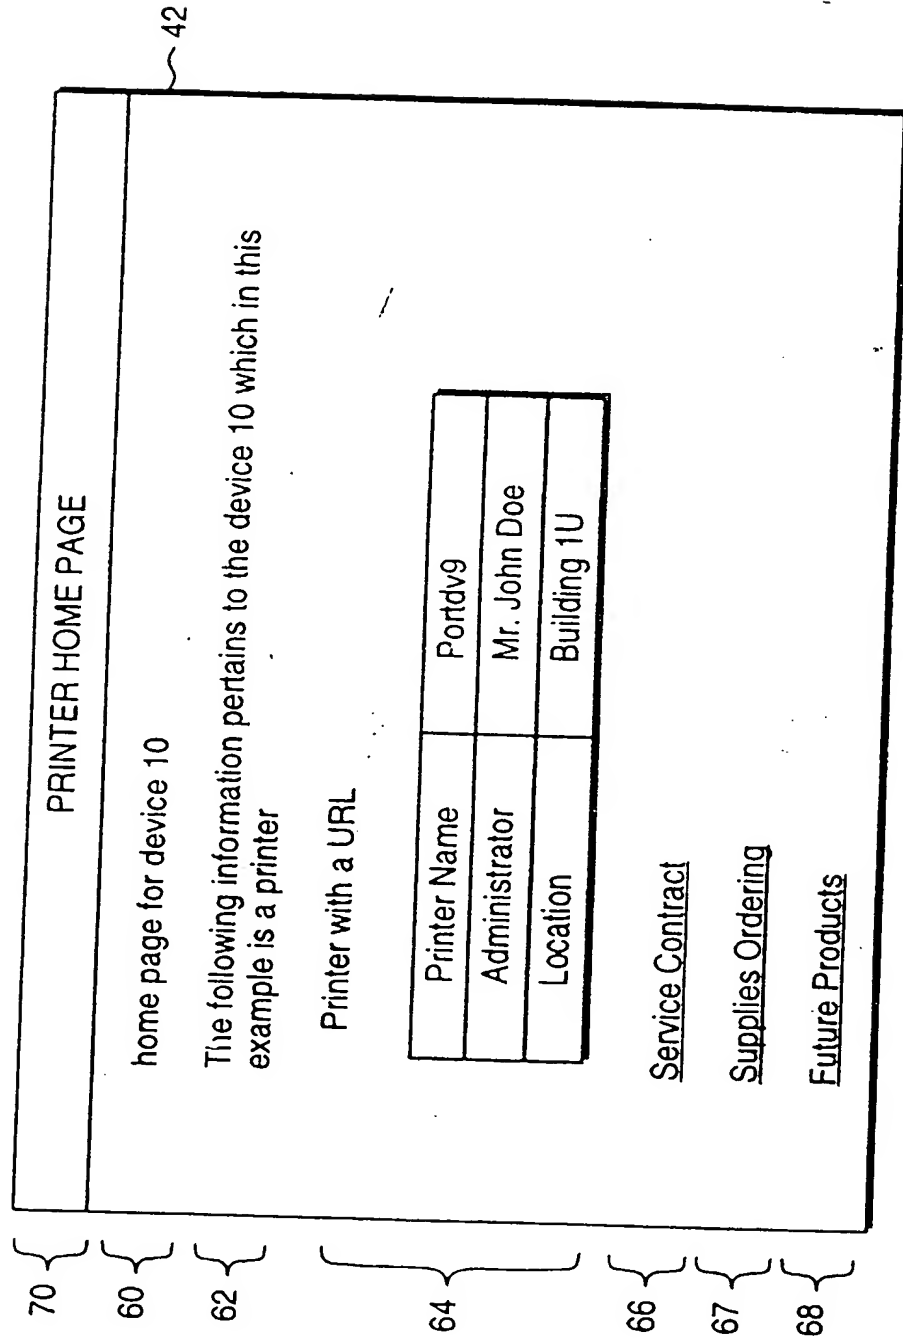 42
70
PRINTER HOME PAGE
60
home page for device 10
62
The following information pertains to the device 10 which in this
example is a printer
64
Printer with a URL
Printer Name Portdv9
Administrator Mr. John Doe
Location Building 1U
66
Service Contract
67
Supplies Ordering
68
Future Products